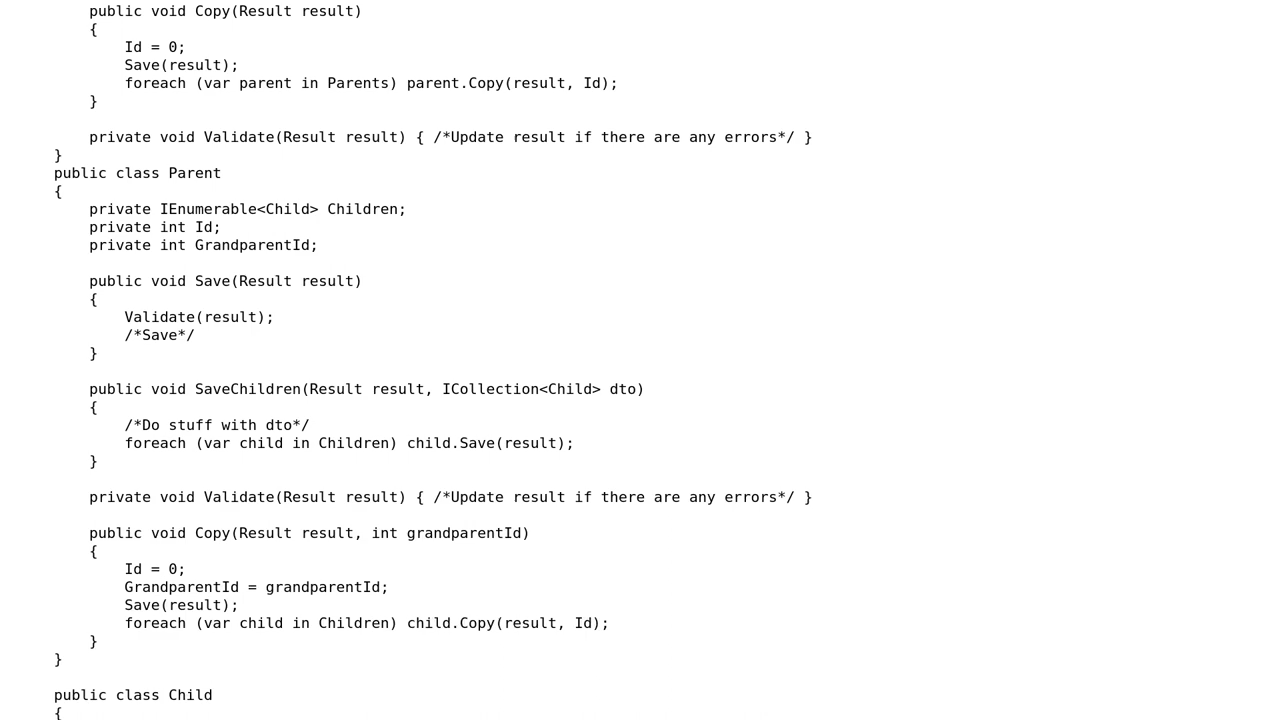 public void Copy(Result result)
{
Id = 0;
Save(result);
foreach (var parent in Parents) parent.Copy(result, Id);
}
private void Validate(Result result) { /*Update result if there are any errors*/ }
}
public class Parent
{
private IEnumerable<Child> Children;
private int Id;
private int GrandparentId;
public void Save(Result result)
{
Validate(result);
/*Save*/
}
public void SaveChildren(Result result, ICollection<Child> dto)
{
/*Do stuff with dto*/
foreach (var child in Children) child.Save(result);
}
private void Validate(Result result) { /*Update result if there are any errors*/ }
public void Copy(Result result, int grandparentId)
{
Id = 0;
GrandparentId = grandparentId;
Save(result);
foreach (var child in Children) child.Copy(result, Id);
}
}
public class Child
{